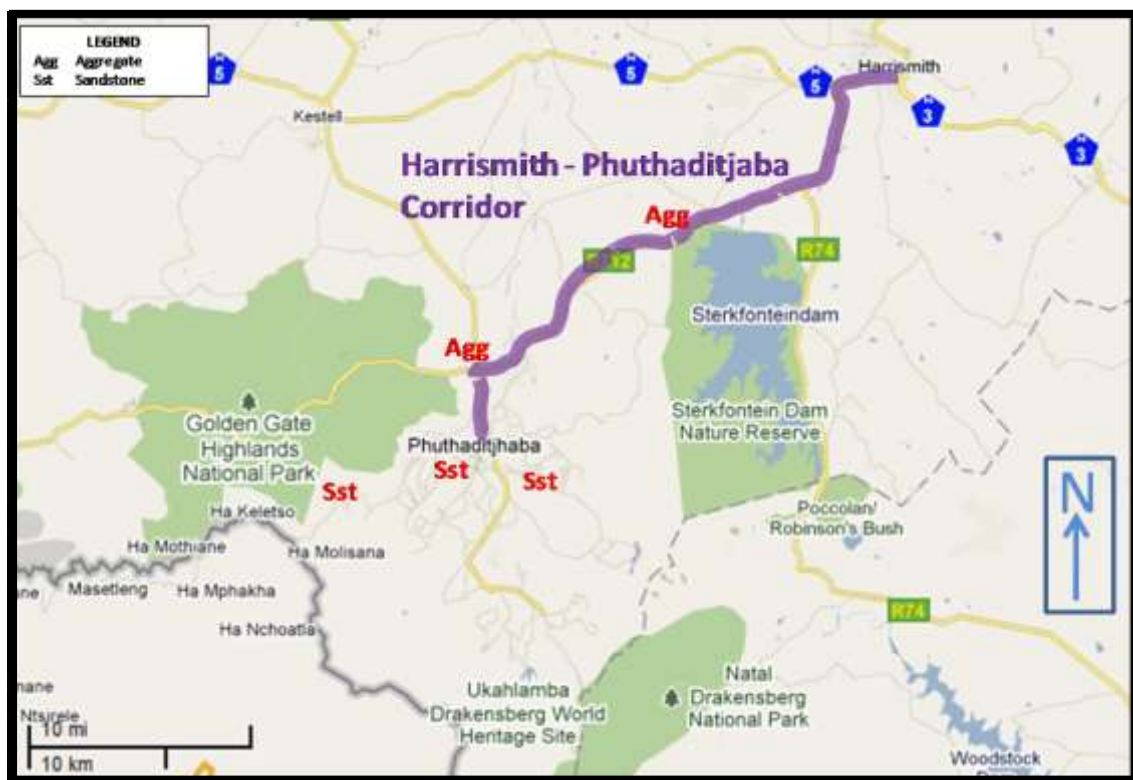 LEGEND
Agg Aggregate
Sst Sandstone
N
5
N
5
N
5
Harrismith
N
3
N
3
Kestell
Harrismith - Phuthaditjaba
Corridor
Agg
R74
Sterkfonteindam
Agg
Golden Gate
Highlands
National Park
Sterkfontein Dam
Nature Reserve
Phuthaditjhaba
Sst
Sst
Sst
N
Poccolan/
Robinson's Bush
Ha Keletso
Ha Mothiane
Ha Molisana
Masetleng
Ha Mphakha
Ha Nchoatla
R74
Ukahlamba
Drakensberg World
Heritage Site
Natal
Drakensberg
National Park
Ntsirele
10 mi
10 km
Woodstock